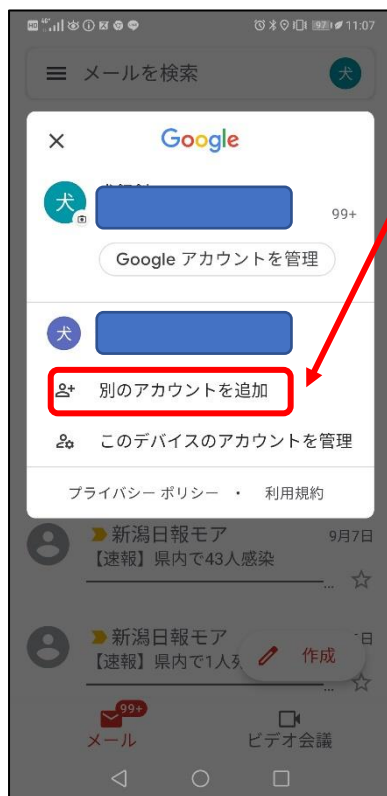 97
11:07
メールを検索
犬
Google
犬
99+
Google アカウントを管理
犬
別のアカウントを追加
このデバイスのアカウントを管理
プライバシー ポリシー ・ 利用規約
新潟日報モア 9月7日
【速報】県内で43人感染
新潟日報モア 日
【速報】県内で1人
作成
99+
メール
ビデオ会議